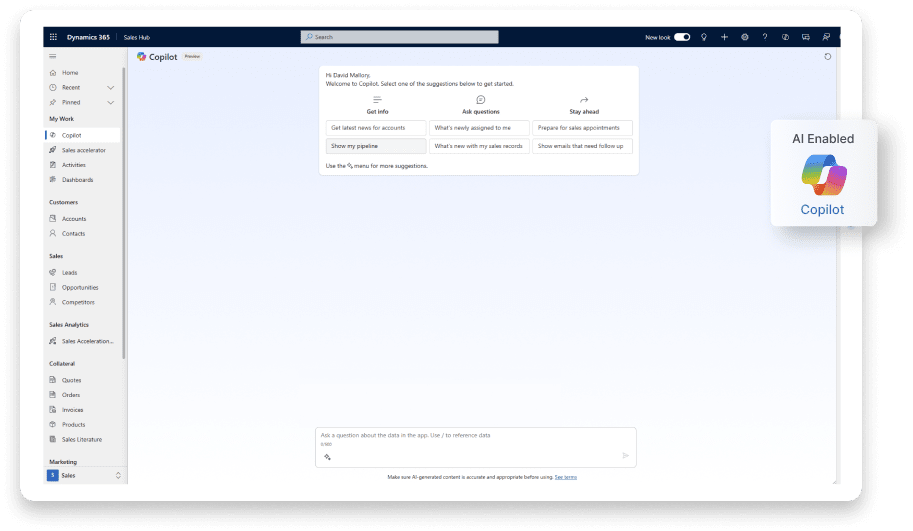 Dynamics 365
Sales Hub
Search
New look
Home
Recent
Pinned
My Work
Copilot
Sales accelerator
Activities
Dashboards
Customers
Accounts
Contacts
Sales
Leads
Opportunities
Competitors
Sales Analytics
Sales Acceleration...
Collateral
Quotes
Orders
Invoices
Products
Sales Literature
Marketing
S Sales
Copilot Preview
Hi David Mallory,
Welcome to Copilot. Select one of the suggestions below to get started.
Get info
Ask questions
Stay ahead
Get latest news for accounts
What's newly assigned to me
Prepare for sales appointments
Show my pipeline
What's new with my sales records
Show emails that need follow up
Use the menu for more suggestions.
Ask a question about the data in the app. Use / to reference data
Make sure AI-generated content is accurate and appropriate before using. See terms
AI Enabled
Copilot